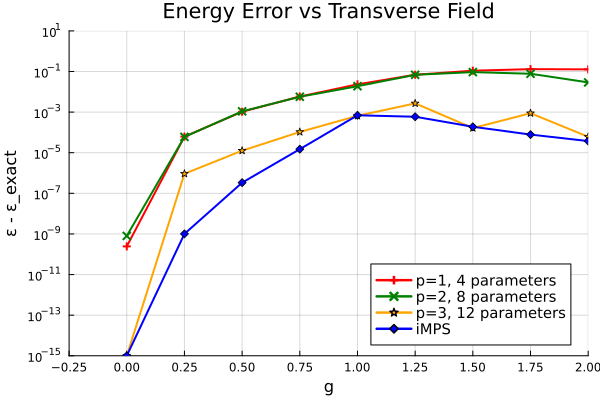 Energy Error vs Transverse Field
ε - ε_exact
10¹
10⁻¹
10⁻³
10⁻⁵
10⁻⁷
10⁻⁹
10⁻¹¹
10⁻¹³
10⁻¹⁵
p=1, 4 parameters
p=2, 8 parameters
p=3, 12 parameters
iMPS
−0.25 0.00 0.25 0.50 0.75 1.00 1.25 1.50 1.75 2.00
g